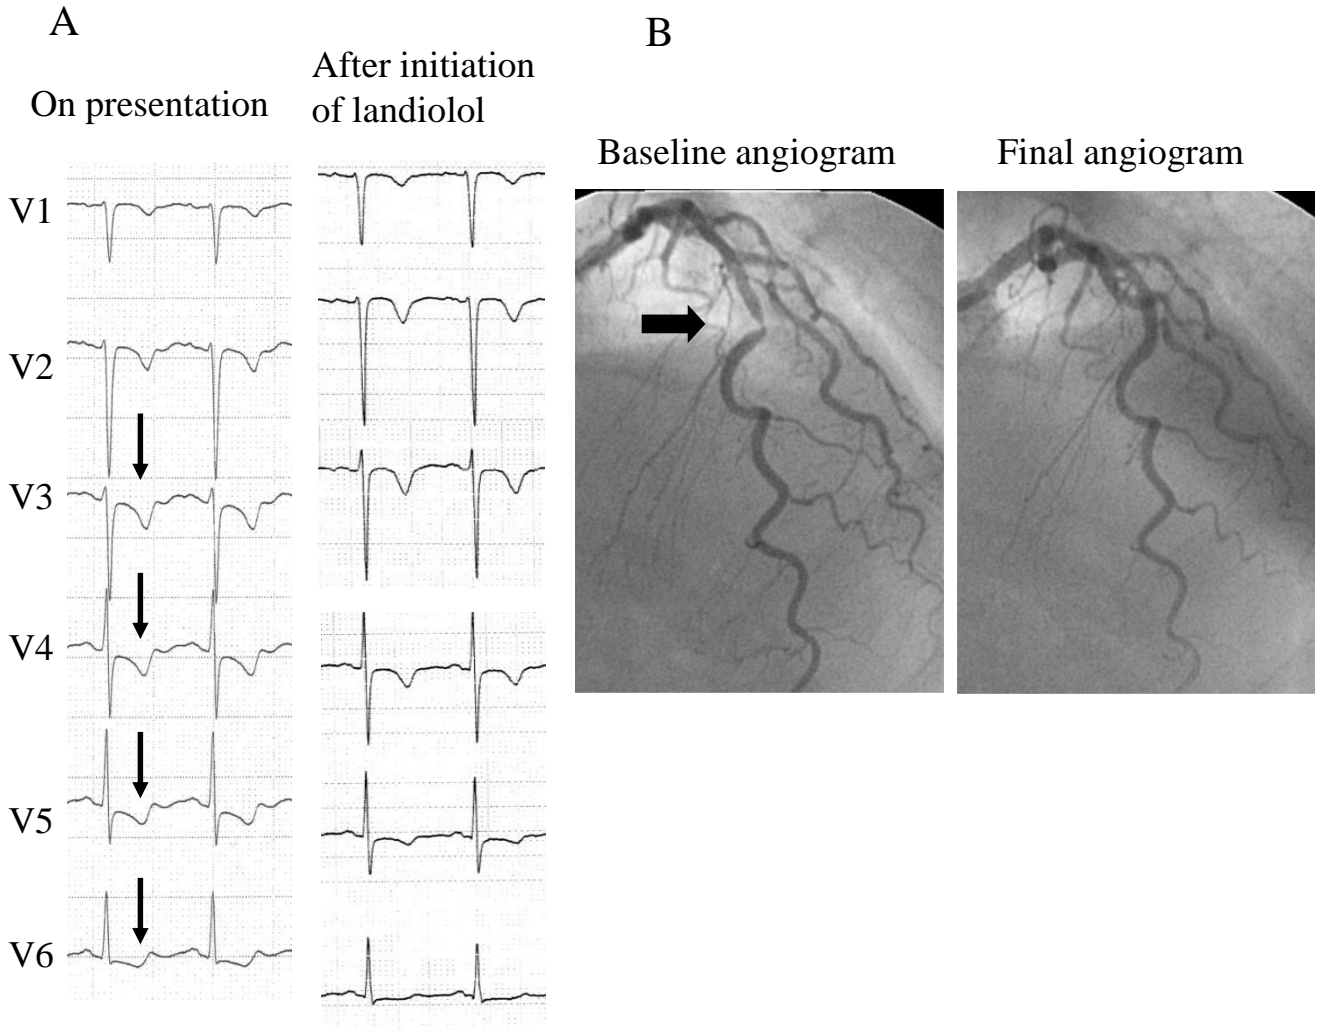 A
On presentation
After initiation
of landiolol
V1
V2
V3
V4
V5
V6
B
Baseline angiogram
Final angiogram